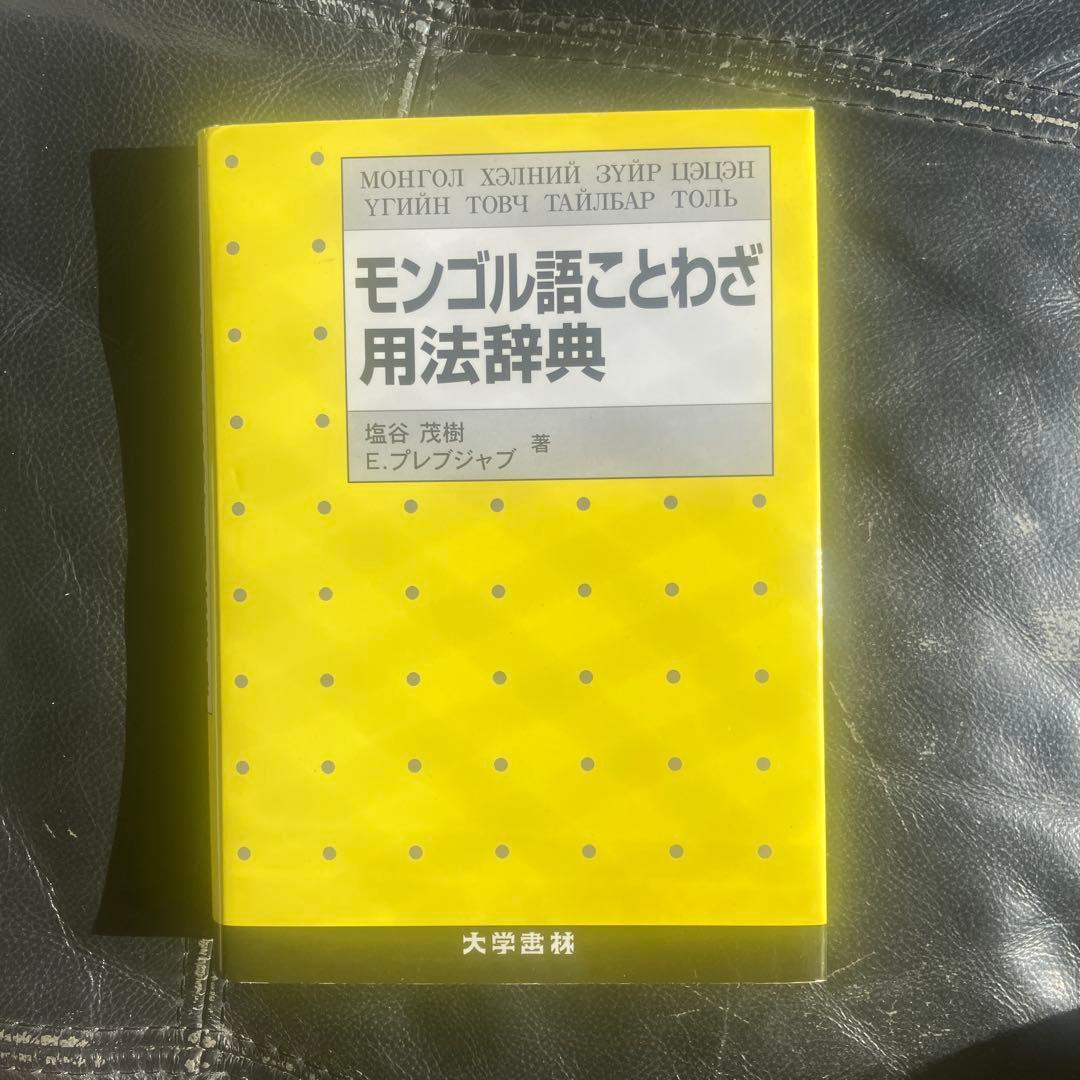 МОНГОЛ ХЭЛНИЙ ЗҮЙР ЦЭЦЭН
ҮГИЙН ТОВЧ ТАЙЛБАР ТОЛЬ
モンゴル語ことわざ
用法辞典
塩谷 茂樹
E.プレブジャブ 著
大学書林